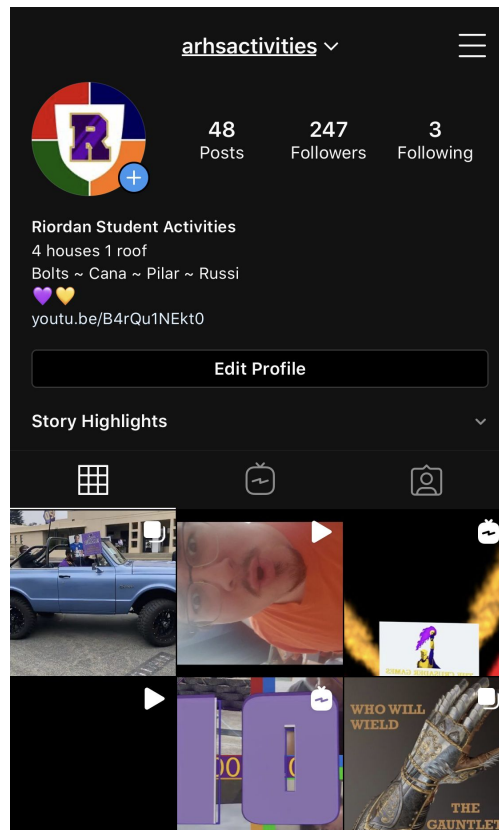 arhsactivities
R
48
247
3
Posts
Followers
Following
Riordan Student Activities
4 houses 1 roof
Bolts ~ Cana ~ Pilar ~ Russi
💜💛
youtu.be/B4rQu1NEkt0
Edit Profile
Story Highlights
WHO WILL
WIELD
THE
GAUNTLET